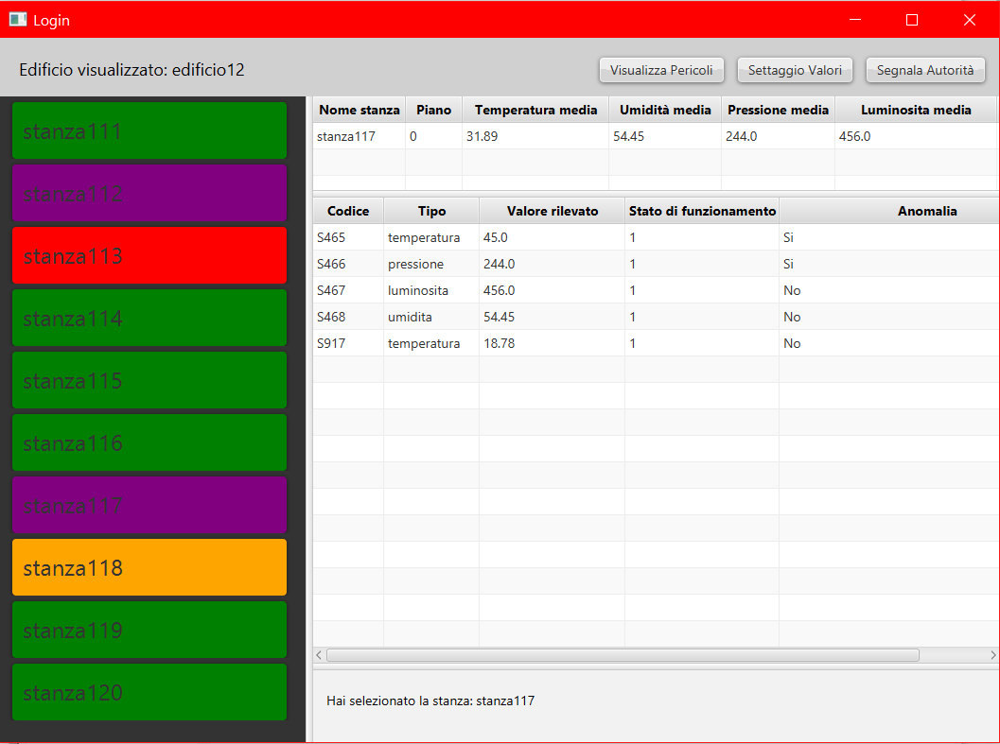 Login
Edificio visualizzato: edificio12
Visualizza Pericoli Settaggio Valori Segnala Autorità
stanza111
stanza112
stanza113
stanza114
stanza115
stanza116
stanza117
stanza118
stanza119
stanza120
Nome stanza Piano Temperatura media Umidità media Pressione media Luminosita media
stanza117 0 31.89 54.45 244.0 456.0
Codice Tipo Valore rilevato Stato di funzionamento Anomalia
S465 temperatura 45.0 1 Si
S466 pressione 244.0 1 Si
S467 luminosita 456.0 1 No
S468 umidita 54.45 1 No
S917 temperatura 18.78 1 No
Hai selezionato la stanza: stanza117